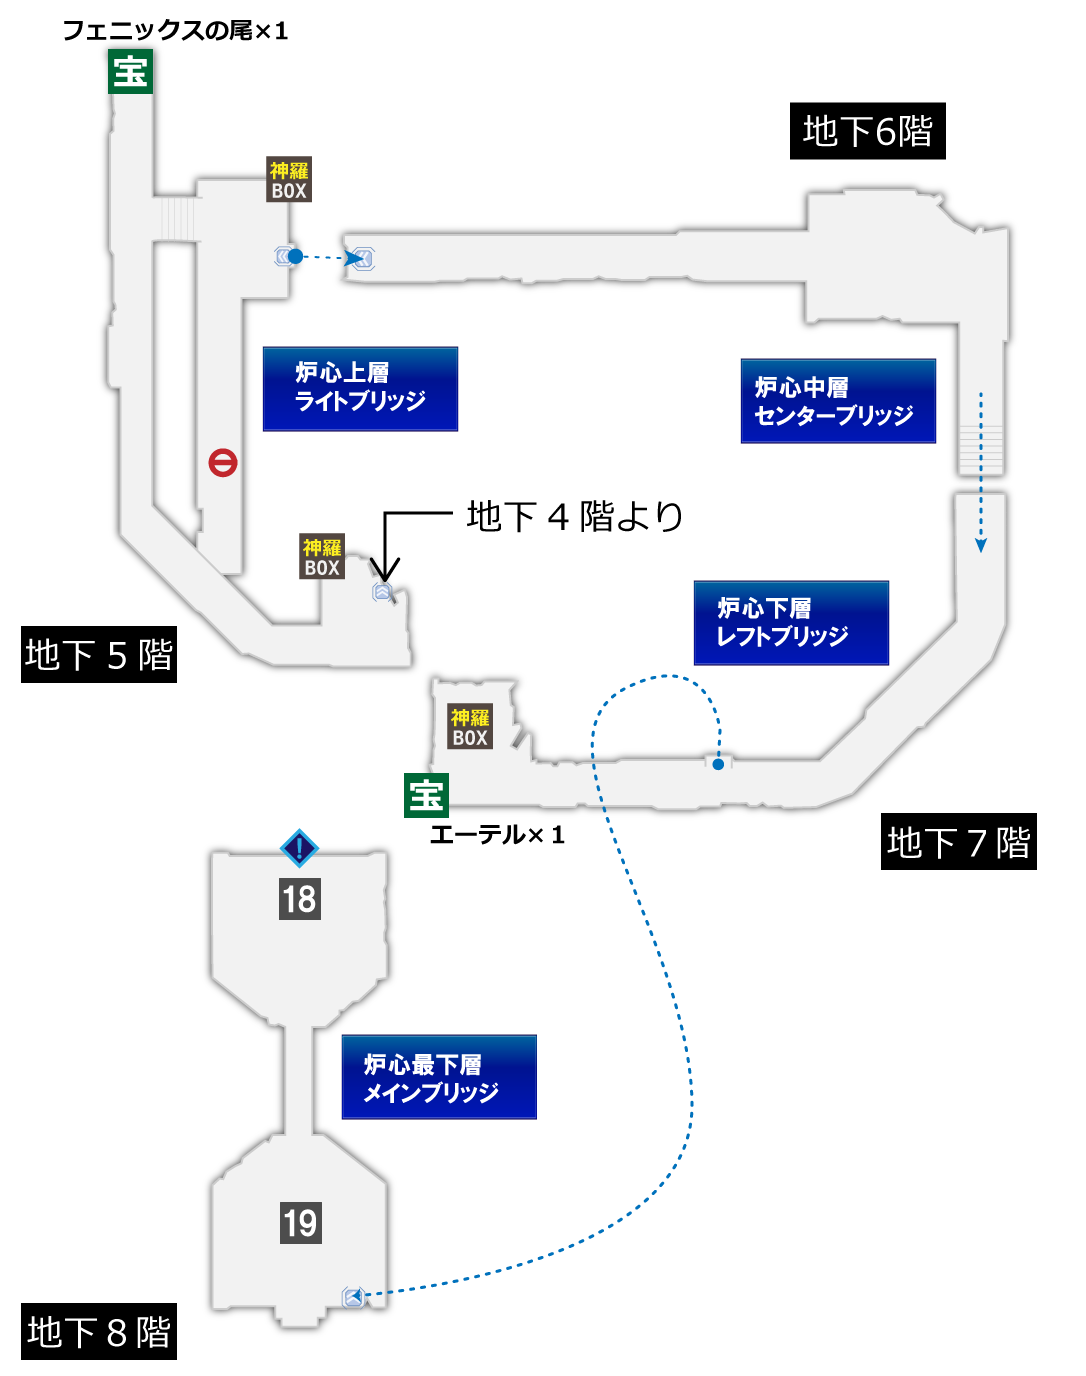 フェニックスの尾×1
宝
地下6階
神羅
BOX
炉心上層
ライトブリッジ
炉心中層
センターブリッジ
地下4階より
神羅
BOX
炉心下層
レフトブリッジ
地下5階
神羅
BOX
宝
エーテル×1
地下7階
!
18
炉心最下層
メインブリッジ
19
地下8階